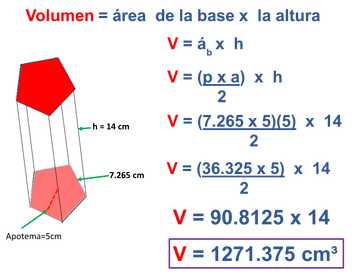 Volumen = área de la base x la altura
V = á_b x h
V = (p x a) x h
2
V = (7.265 x 5)(5) x 14
2
V = (36.325 x 5) x 14
2
V = 90.8125 x 14
V = 1271.375 cm³
h = 14 cm
7.265 cm
Apotema=5cm